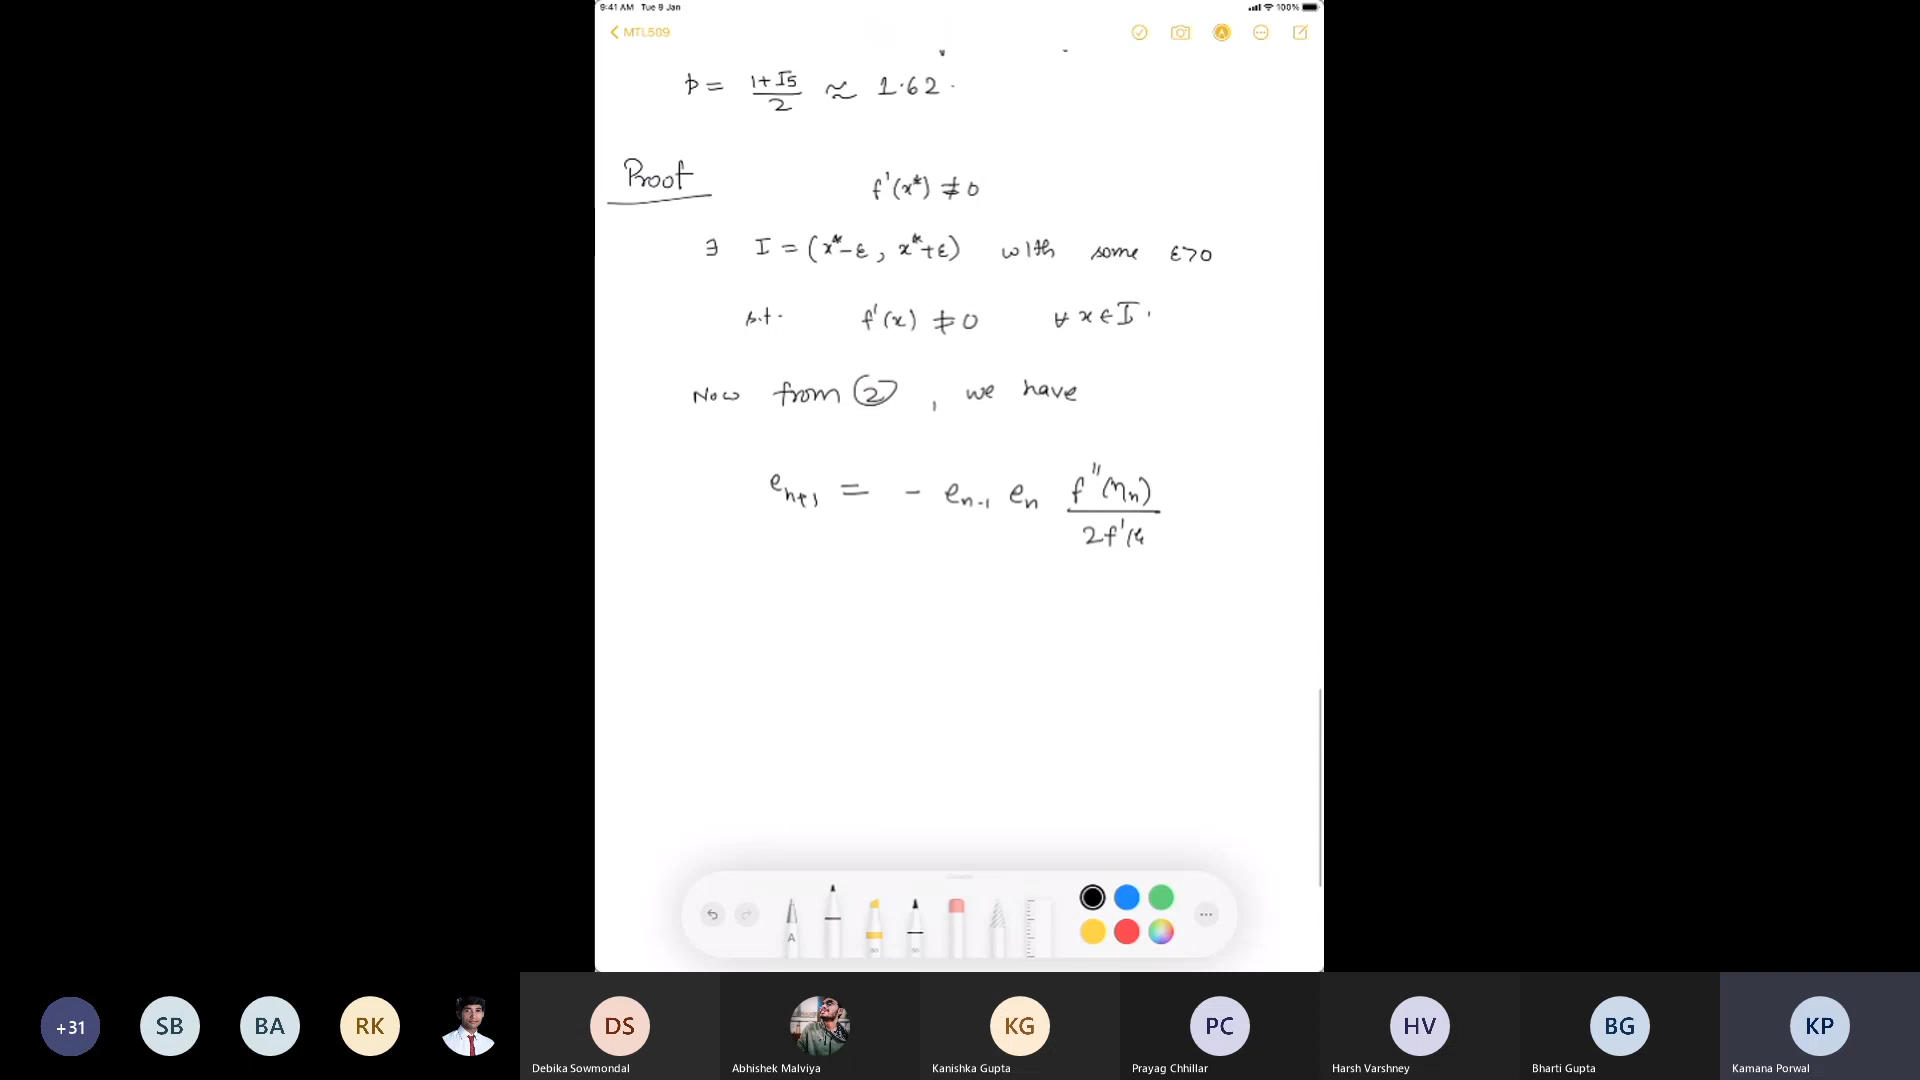 9:41 AM Tue 9 Jan
100%
MTL509
p = (1+√5)/2 ≈ 1.62.
Proof
f'(x*) ≠ 0
∃ I = (x*-ε, x*+ε) with some ε>0
s.t. f'(x) ≠ 0 ∀ x ∈ I.
Now from ②, we have
e_{n+1} = - e_{n-1} e_n f''(η_n)
2f'(
A
50
50
+31
SB
BA
RK
DS
KG
PC
HV
BG
KP
Debika Sowmondal
Abhishek Malviya
Kanishka Gupta
Prayag Chhillar
Harsh Varshney
Bharti Gupta
Kamana Porwal